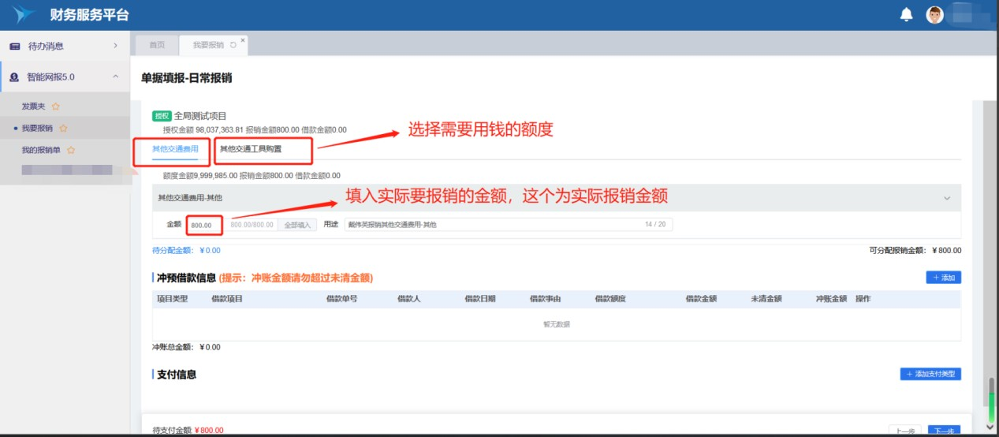 财务服务平台
待办消息
首页
我要报销
智能网报5.0
单据填报-日常报销
发票夹
我要报销
我的报销单
授权 全局测试项目
授权金额 98,037,363.81 报销金额800.00 借款金额0.00
选择需要用钱的额度
其他交通费用 其他交通工具购置
额度金额9,999,985.00 报销金额800.00 借款金额0.00
填入实际要报销的金额，这个为实际报销金额
其他交通费用-其他
金额 800.00 800.00/800.00 全部填入 用途 戴伟英报销其他交通费用-其他 14 / 20
待分配金额：￥0.00 可分配报销金额：￥800.00
冲预借款信息 (提示：冲账金额请勿超过未清金额) + 添加
项目类型 借款项目 借款单号 借款人 借款日期 借款事由 借款额度 借款金额 未清金额 冲账金额 操作
暂无数据
冲账总金额：￥0.00
支付信息 + 添加支付类型
待支付金额 ￥800.00 上一步 下一步